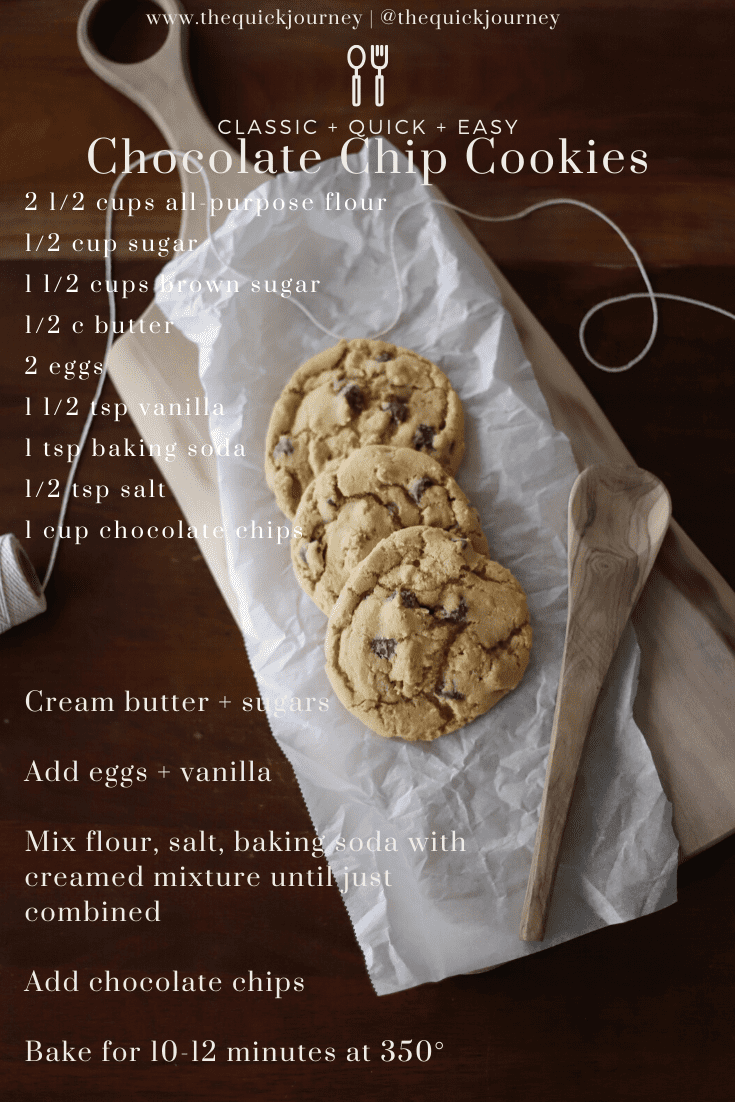 www.thequickjourney | @thequickjourney
CLASSIC + QUICK + EASY
Chocolate Chip Cookies
2 1/2 cups all-purpose flour
1/2 cup sugar
1 1/2 cups brown sugar
1/2 c butter
2 eggs
1 1/2 tsp vanilla
1 tsp baking soda
1/2 tsp salt
1 cup chocolate chips
Cream butter + sugars
Add eggs + vanilla
Mix flour, salt, baking soda with
creamed mixture until just
combined
Add chocolate chips
Bake for 10-12 minutes at 350°